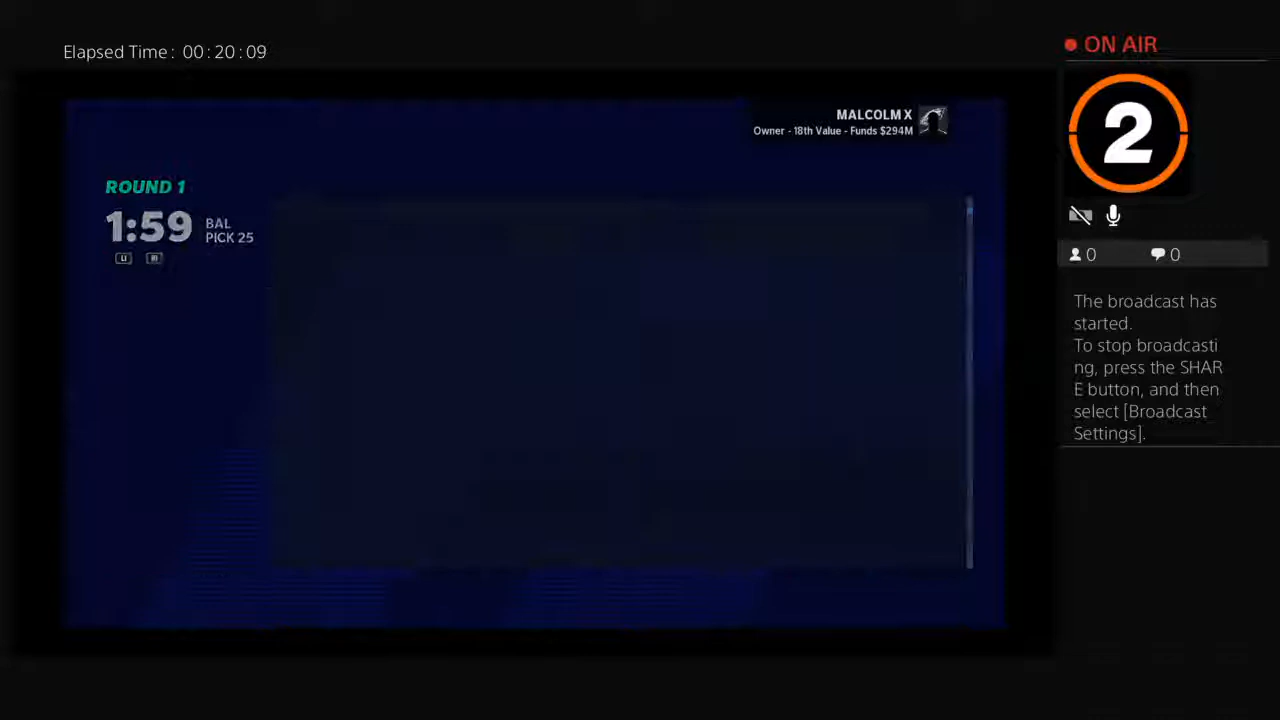 Elapsed Time: 00:20:09
ON AIR
MALCOLM X
Owner - 18th Value - Funds $294M
2
ROUND 1
1:59
BAL
PICK 25
L1 R1
0 0
The broadcast has
started.
To stop broadcasti
ng, press the SHAR
E button, and then
select [Broadcast
Settings].